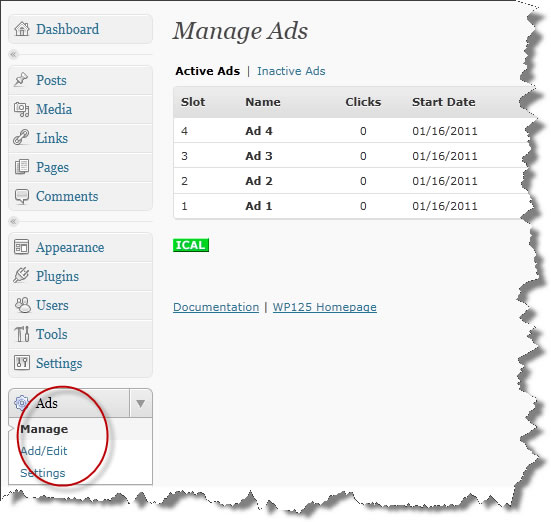 Dashboard
Posts
Media
Links
Pages
Comments
Appearance
Plugins
Users
Tools
Settings
Ads
Manage
Add/Edit
Settings
Manage Ads
Active Ads | Inactive Ads
Slot Name Clicks Start Date
4 Ad 4 0 01/16/2011
3 Ad 3 0 01/16/2011
2 Ad 2 0 01/16/2011
1 Ad 1 0 01/16/2011
ICAL
Documentation | WP125 Homepage